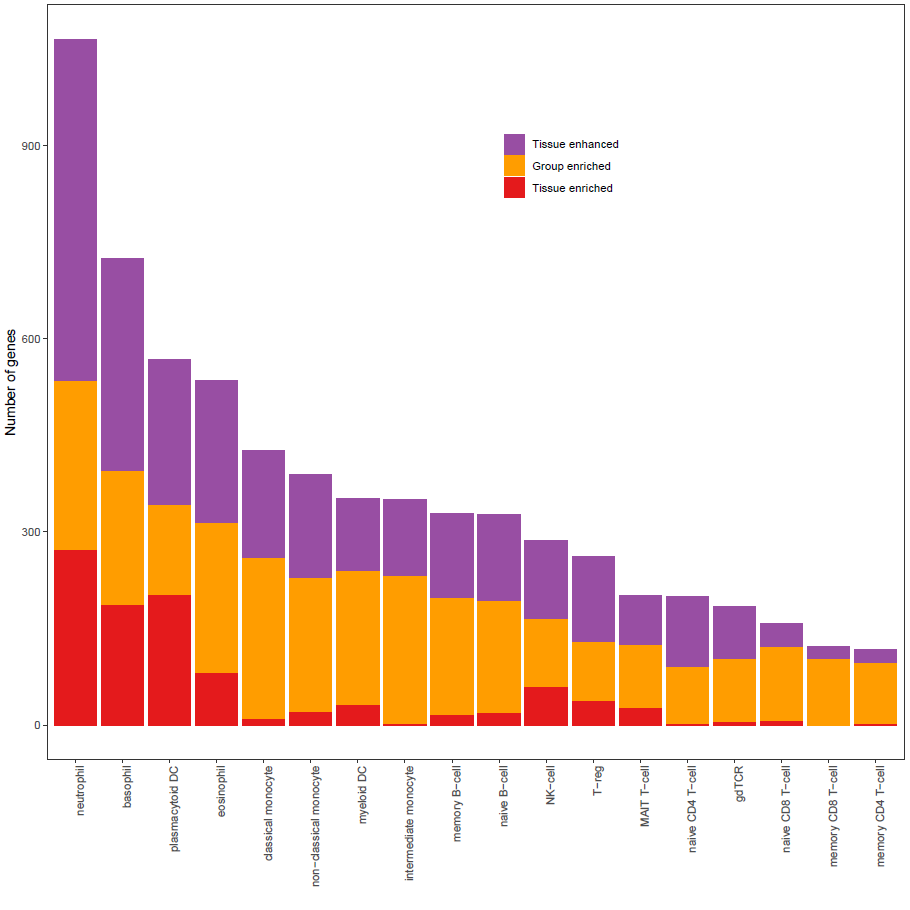 Number of genes
900
600
300
0
Tissue enhanced
Group enriched
Tissue enriched
neutrophil
basophil
plasmacytoid DC
eosinophil
classical monocyte
non−classical monocyte
myeloid DC
intermediate monocyte
memory B−cell
naive B−cell
NK−cell
T−reg
MAIT T−cell
naive CD4 T−cell
gdTCR
naive CD8 T−cell
memory CD8 T−cell
memory CD4 T−cell